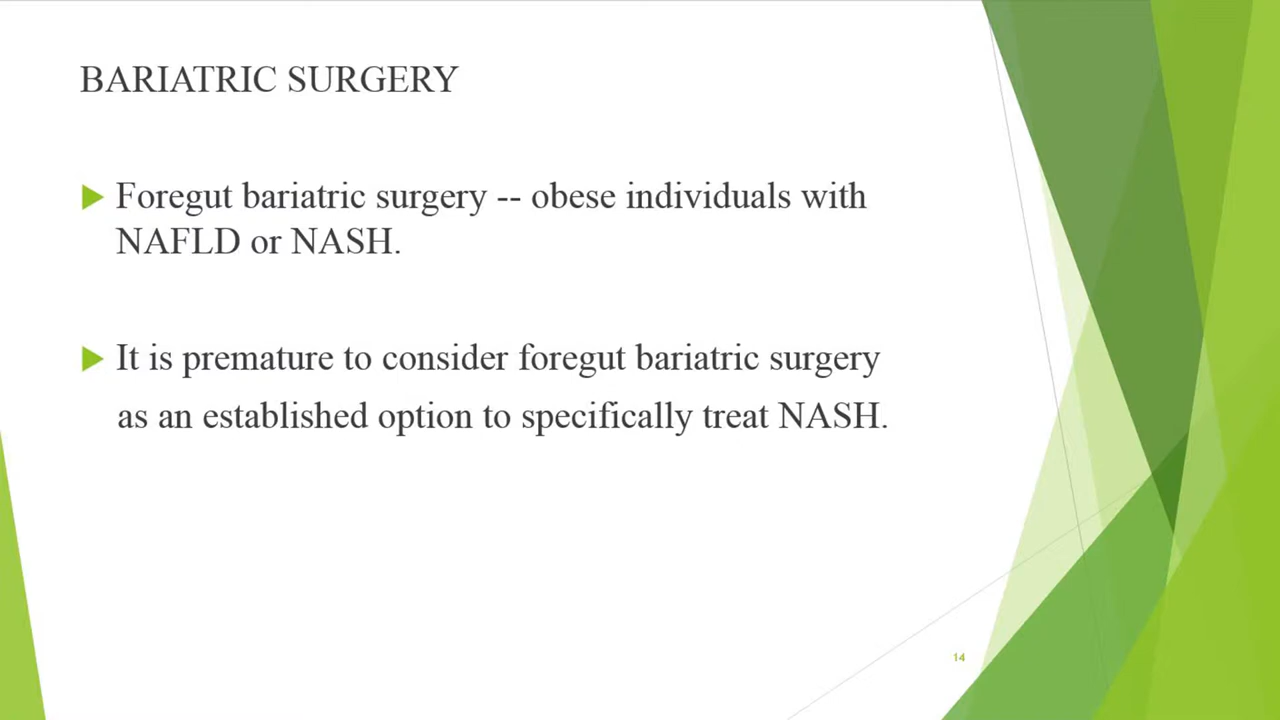 BARIATRIC SURGERY
Foregut bariatric surgery -- obese individuals with
NAFLD or NASH.
It is premature to consider foregut bariatric surgery
as an established option to specifically treat NASH.
14